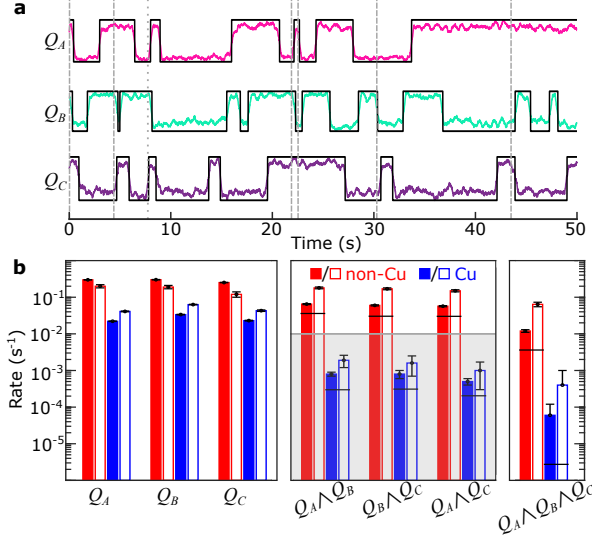 a
Q_A
Q_B
Q_C
0 10 20 30 40 50
Time (s)
b
Rate (s⁻¹)
10⁻¹
10⁻²
10⁻³
10⁻⁴
10⁻⁵
■/□ non-Cu ■/□ Cu
Q_A Q_B Q_C
Q_A∧Q_B Q_B∧Q_C Q_A∧Q_C
Q_A∧Q_B∧Q_C